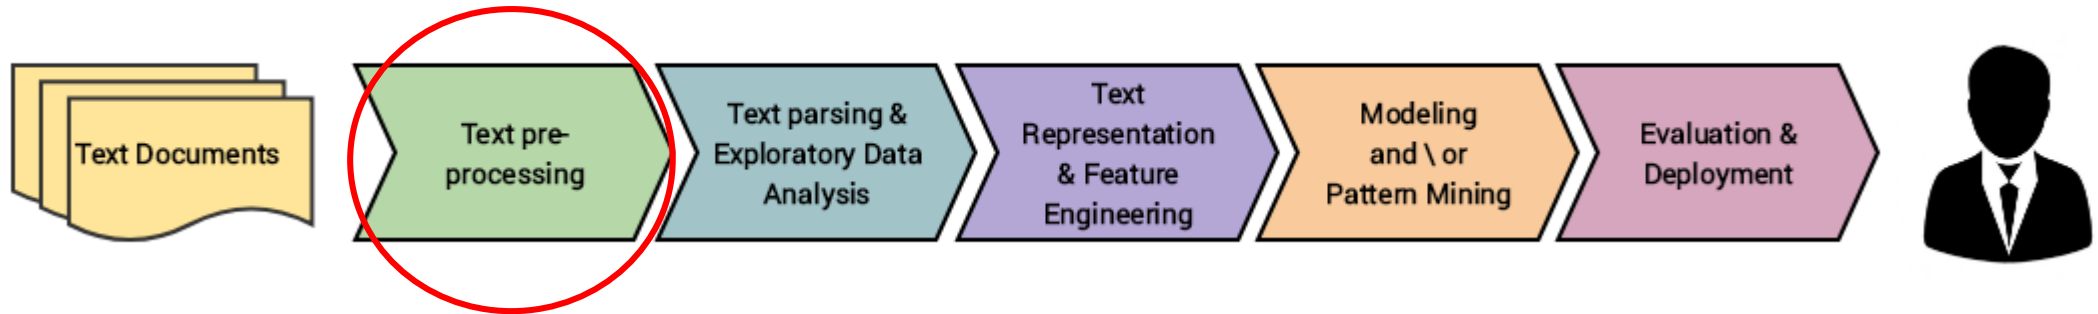 Text Documents
Text pre-
processing
Text parsing &
Exploratory Data
Analysis
Text
Representation
& Feature
Engineering
Modeling
and \ or
Pattern Mining
Evaluation &
Deployment